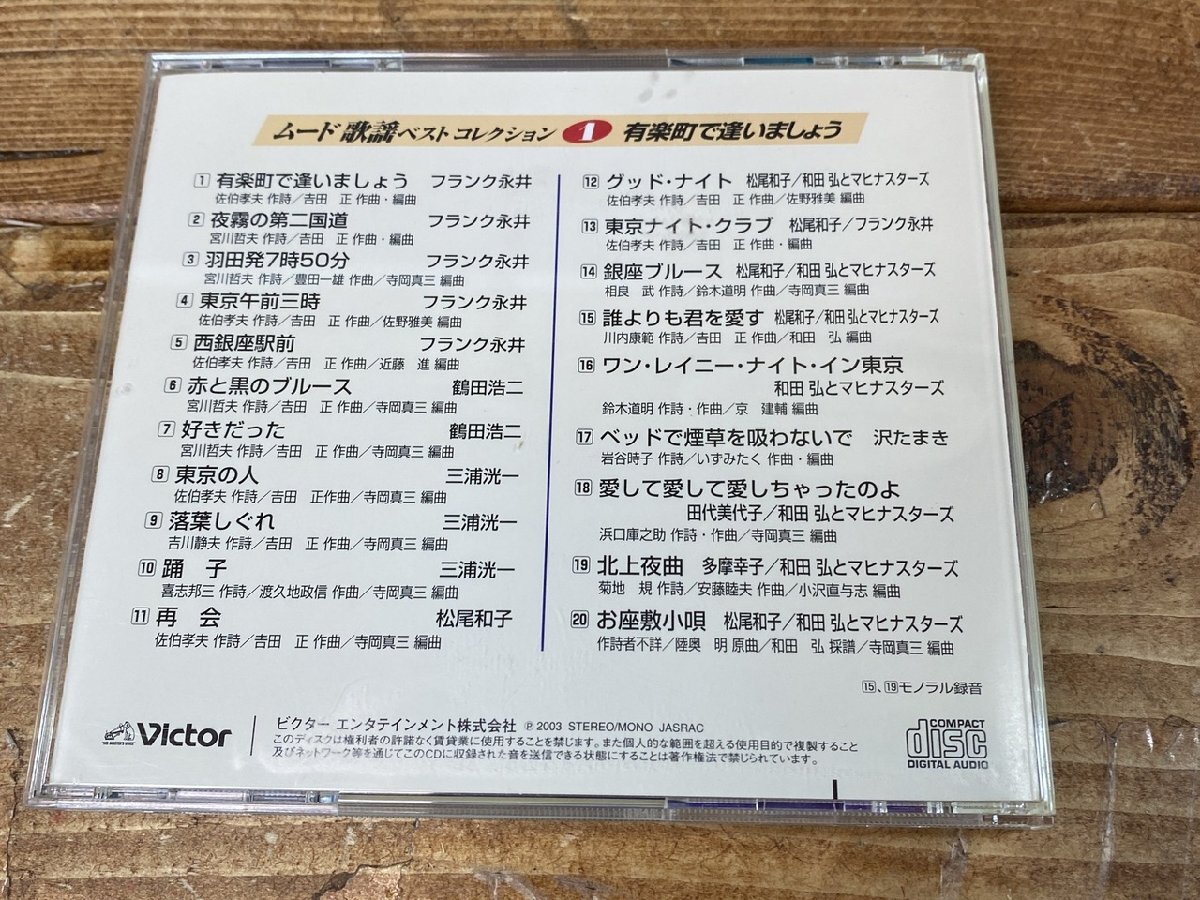 ムード歌謡ベストコレクション 1 有楽町で逢いましょう
1 有楽町で逢いましょう フランク永井
佐伯孝夫 作詩／吉田 正 作曲・編曲
2 夜霧の第二国道 フランク永井
宮川哲夫 作詩／吉田 正 作曲・編曲
3 羽田発7時50分 フランク永井
宮川哲夫 作詩／豊田一雄 作曲／寺岡真三 編曲
4 東京午前三時 フランク永井
佐伯孝夫 作詩／吉田 正 作曲／佐野雅美 編曲
5 西銀座駅前 フランク永井
佐伯孝夫 作詩／吉田 正 作曲／近藤 進 編曲
6 赤と黒のブルース 鶴田浩二
宮川哲夫 作詩／吉田 正 作曲／寺岡真三 編曲
7 好きだった 鶴田浩二
宮川哲夫 作詩／吉田 正 作曲／寺岡真三 編曲
8 東京の人 三浦洸一
佐伯孝夫 作詩／吉田 正作曲／寺岡真三 編曲
9 落葉しぐれ 三浦洸一
吉川静夫 作詩／吉田 正 作曲／寺岡真三 編曲
10 踊 子 三浦洸一
喜志邦三 作詩／渡久地政信 作曲／寺岡真三 編曲
11 再 会 松尾和子
佐伯孝夫 作詩／吉田 正 作曲／寺岡真三 編曲
12 グッド・ナイト 松尾和子／和田 弘とマヒナスターズ
佐伯孝夫 作詩／吉田 正 作曲／佐野雅美 編曲
13 東京ナイト・クラブ 松尾和子／フランク永井
佐伯孝夫 作詩／吉田 正 作曲・編曲
14 銀座ブルース 松尾和子／和田 弘とマヒナスターズ
相良 武 作詩／鈴木道明 作曲／寺岡真三 編曲
15 誰よりも君を愛す 松尾和子／和田 弘とマヒナスターズ
川内康範 作詩／吉田 正 作曲／和田 弘 編曲
16 ワン・レイニー・ナイト・イン東京
和田 弘とマヒナスターズ
鈴木道明 作詩・作曲／京 建輔 編曲
17 ベッドで煙草を吸わないで 沢たまき
岩谷時子 作詩／いずみたく 作曲・編曲
18 愛して愛して愛しちゃったのよ
田代美代子／和田 弘とマヒナスターズ
浜口庫之助 作詩・作曲／寺岡真三 編曲
19 北上夜曲 多摩幸子／和田 弘とマヒナスターズ
菊地 規 作詩／安藤睦夫 作曲／小沢直与志 編曲
20 お座敷小唄 松尾和子／和田 弘とマヒナスターズ
作詩者不詳／陸奥 明 原曲／和田 弘 採譜／寺岡真三 編曲
15、19モノラル録音
Victor
ビクター エンタテインメント株式会社 ℗ 2003 STEREO/MONO JASRAC
このディスクは権利者の許諾なく賃貸業に使用することを禁じます。また個人的な範囲を超える使用目的で複製すること
及びネットワーク等を通じてこのCDに収録された音を送信できる状態にすることは著作権法で禁じられています。
COMPACT
disc
DIGITAL AUDIO